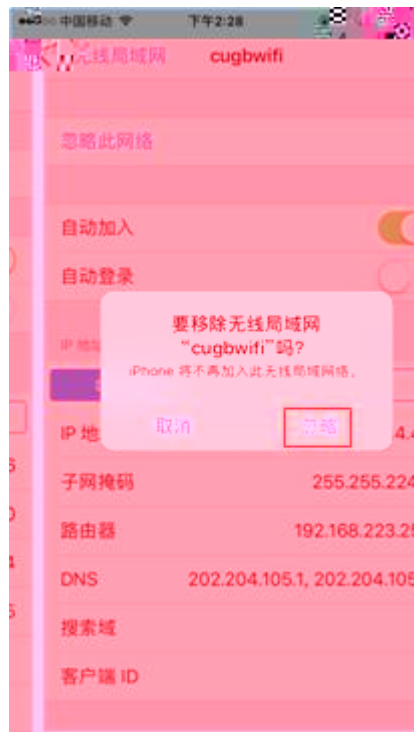 中国移动 下午2:28
无线局域网 cugbwifi
忽略此网络
自动加入
自动登录
要移除无线局域网
“cugbwifi”吗?
iPhone 将不再加入此无线局域网络。
IP 地
取消 忽略
IP 地
子网掩码 255.255.224
路由器 192.168.223.25
DNS 202.204.105.1, 202.204.105
搜索域
客户端 ID